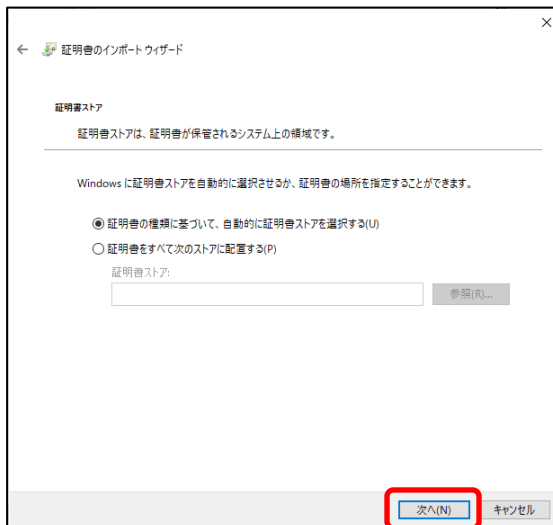 証明書のインポート ウィザード
証明書ストア
証明書ストアは、証明書が保管されるシステム上の領域です。
Windows に証明書ストアを自動的に選択させるか、証明書の場所を指定することができます。
証明書の種類に基づいて、自動的に証明書ストアを選択する(U)
証明書をすべて次のストアに配置する(P)
証明書ストア:
参照(R)...
次へ(N)
キャンセル